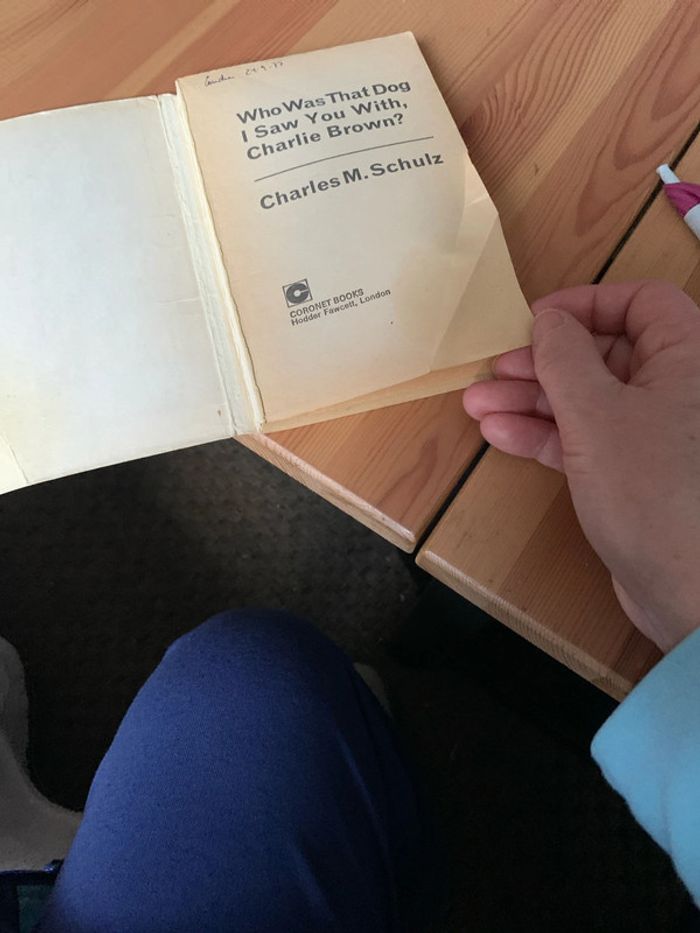 Who Was That Dog
I Saw You With,
Charlie Brown?
Charles M. Schulz
C
CORONET BOOKS
Hodder Fawcett, London